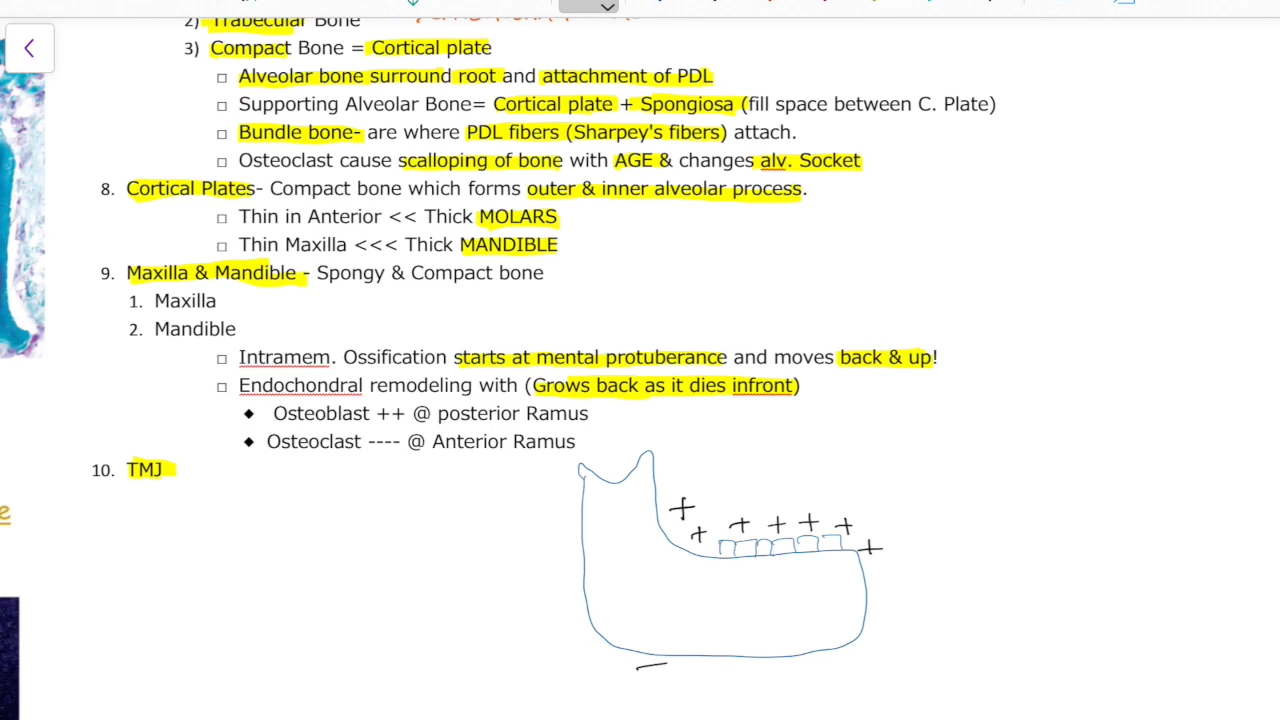 2) Trabecular Bone
3) Compact Bone = Cortical plate
□ Alveolar bone surround root and attachment of PDL
□ Supporting Alveolar Bone= Cortical plate + Spongiosa (fill space between C. Plate)
□ Bundle bone- are where PDL fibers (Sharpey's fibers) attach.
□ Osteoclast cause scalloping of bone with AGE & changes alv. Socket
8. Cortical Plates- Compact bone which forms outer & inner alveolar process.
□ Thin in Anterior << Thick MOLARS
□ Thin Maxilla <<< Thick MANDIBLE
9. Maxilla & Mandible - Spongy & Compact bone
1. Maxilla
2. Mandible
□ Intramem. Ossification starts at mental protuberance and moves back & up!
□ Endochondral remodeling with (Grows back as it dies infront)
◆ Osteoblast ++ @ posterior Ramus
◆ Osteoclast ---- @ Anterior Ramus
10. TMJ
+
+ + + + +
+
e
−